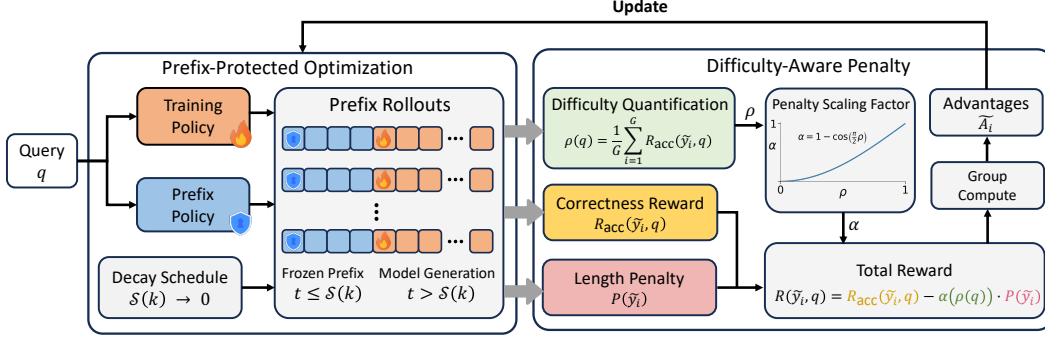 Update
Prefix-Protected Optimization
Query
q
Training
Policy
Prefix
Policy
Decay Schedule
𝒮(k) → 0
Prefix Rollouts
...
...
⋮
...
Frozen Prefix
t ≤ 𝒮(k)
Model Generation
t > 𝒮(k)
Difficulty-Aware Penalty
Difficulty Quantification
ρ(q) = 1/G ∑_{i=1}^{G} R_acc(ỹ_i, q)
ρ
Correctness Reward
R_acc(ỹ_i, q)
Length Penalty
P(ỹ_i)
Penalty Scaling Factor
1
α
α = 1 − cos(π/2 ρ)
0
ρ
1
α
Advantages
Ã_i
Group
Compute
Total Reward
R(ỹ_i, q) = R_acc(ỹ_i, q) − α(ρ(q)) · P(ỹ_i)